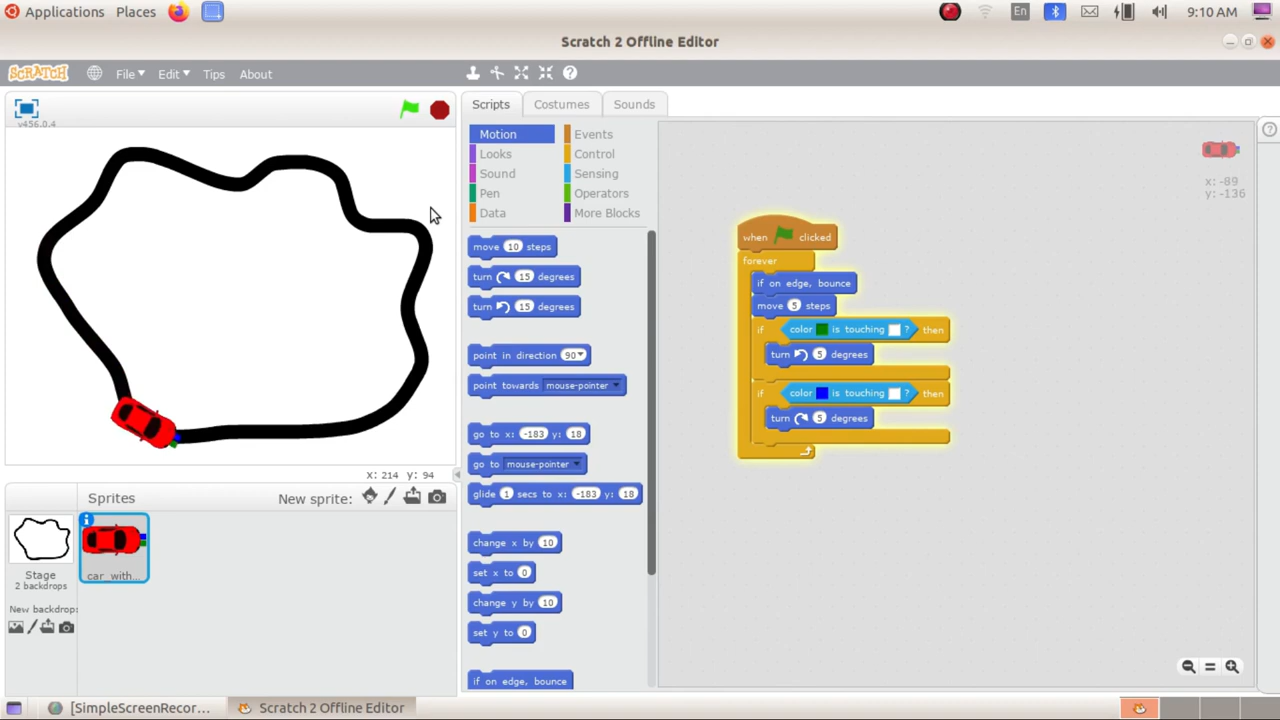 Applications Places En 9:10 AM
Scratch 2 Offline Editor
SCRATCH File Edit Tips About
Scripts Costumes Sounds
v456.0.4
Motion Events
Looks Control
Sound Sensing
Pen Operators
Data More Blocks
x: -89
y: -136
move 10 steps
turn 15 degrees
turn 15 degrees
point in direction 90
point towards mouse-pointer
go to x: -183 y: 18
go to mouse-pointer
glide 1 secs to x: -183 y: 18
change x by 10
set x to 0
change y by 10
set y to 0
if on edge, bounce
when clicked
forever
if on edge, bounce
move 5 steps
if color is touching ? then
turn 5 degrees
if color is touching ? then
turn 5 degrees
x: 214 y: 94
Sprites New sprite:
Stage
2 backdrops
New backdrop:
car_with...
[SimpleScreenRecor... Scratch 2 Offline Editor